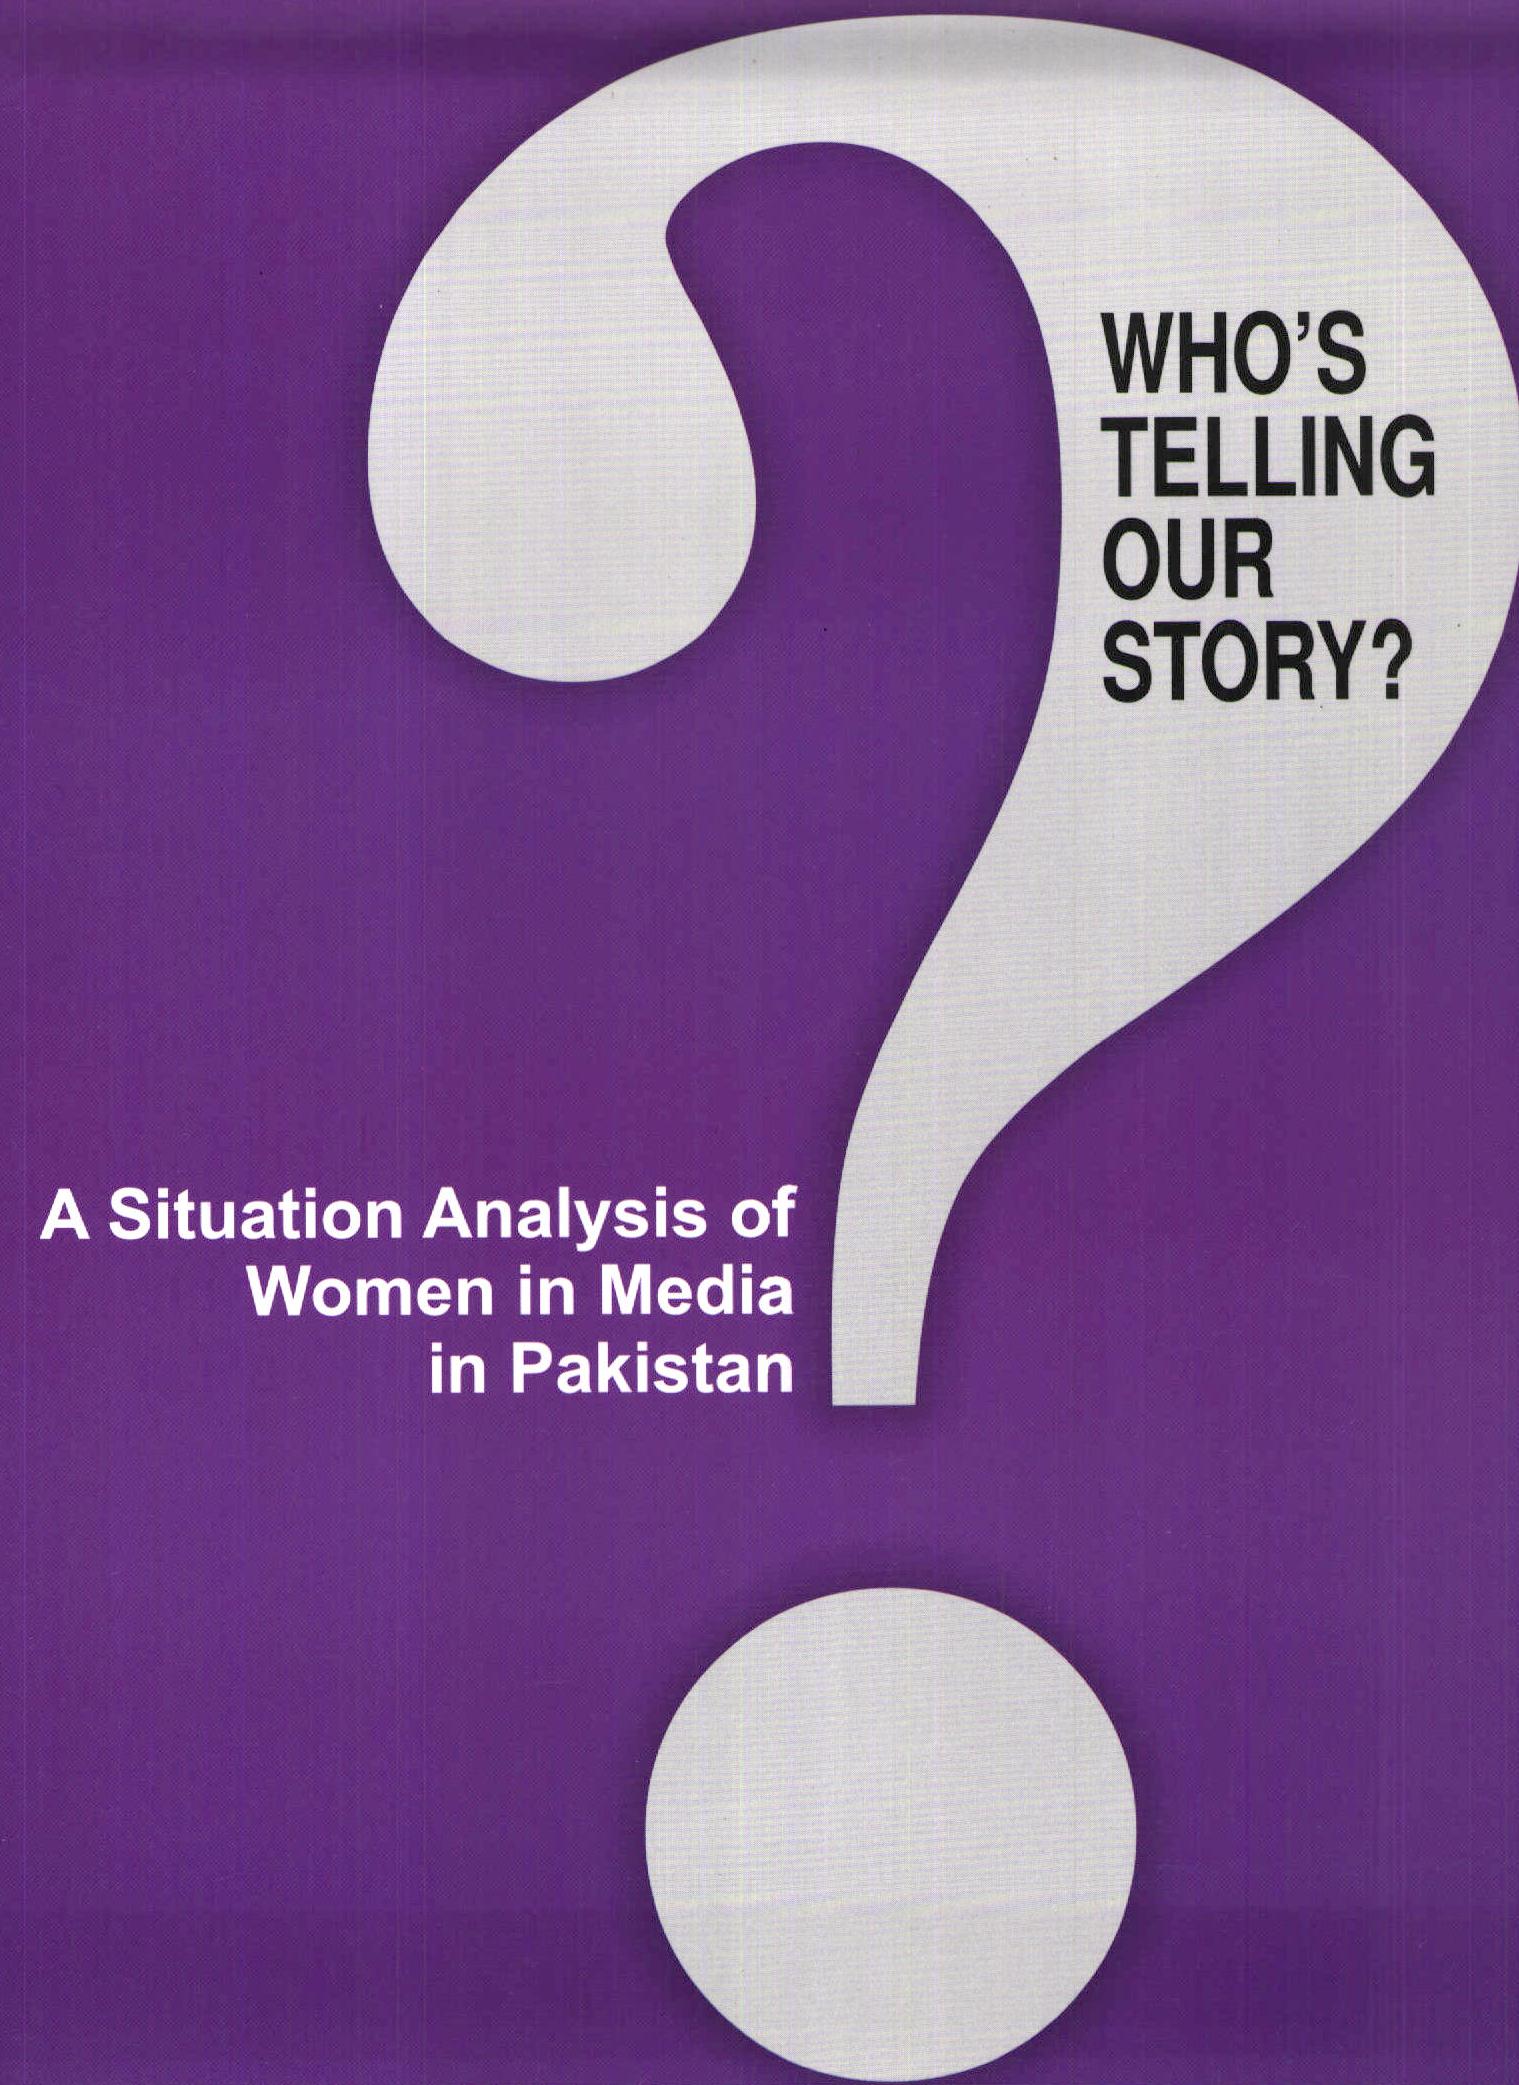 WHO'S
TELLING
OUR
STORY?
A Situation Analysis of
Women in Media
in Pakistan